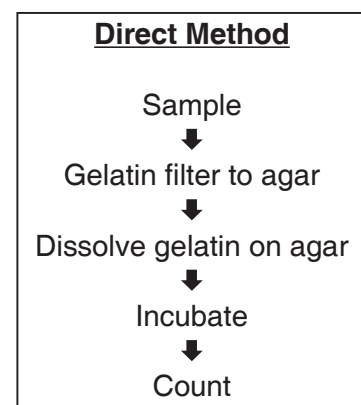 Direct Method
Sample
Gelatin filter to agar
Dissolve gelatin on agar
Incubate
Count